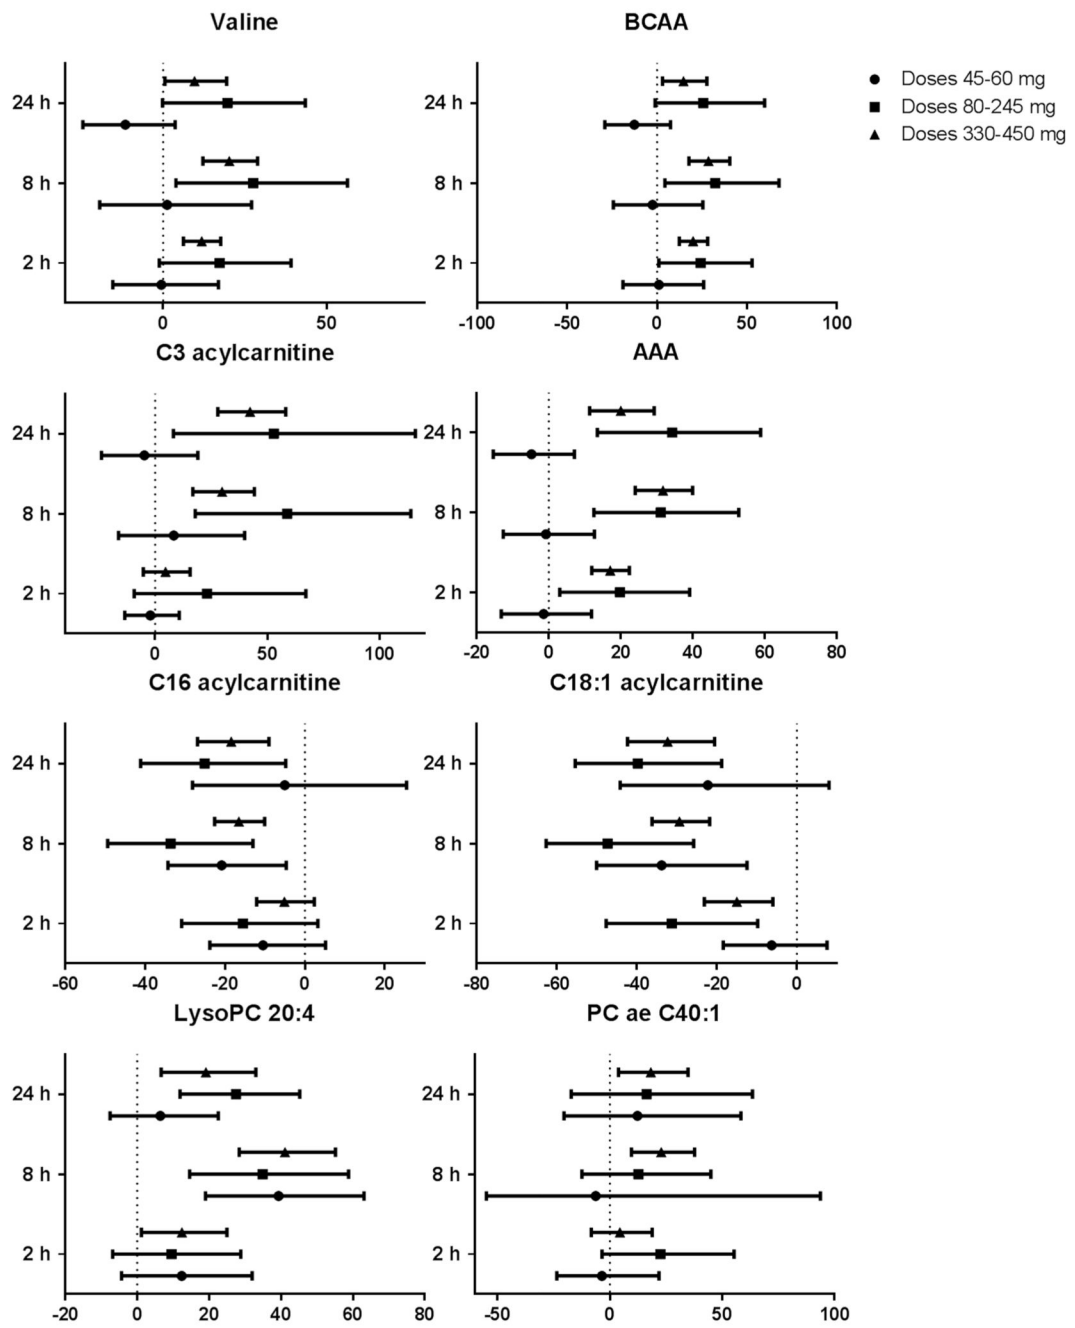 Valine
BCAA
24 h
8 h
2 h
0
50
-100
-50
0
50
100
Doses 45-60 mg
Doses 80-245 mg
Doses 330-450 mg
C3 acylcarnitine
AAA
24 h
8 h
2 h
0
50
100
24 h
8 h
2 h
-20
0
20
40
60
80
C16 acylcarnitine
C18:1 acylcarnitine
24 h
8 h
2 h
-60
-40
-20
0
20
24 h
8 h
2 h
-80
-60
-40
-20
0
LysoPC 20:4
PC ae C40:1
24 h
8 h
2 h
-20
0
20
40
60
80
24 h
8 h
2 h
-50
0
50
100